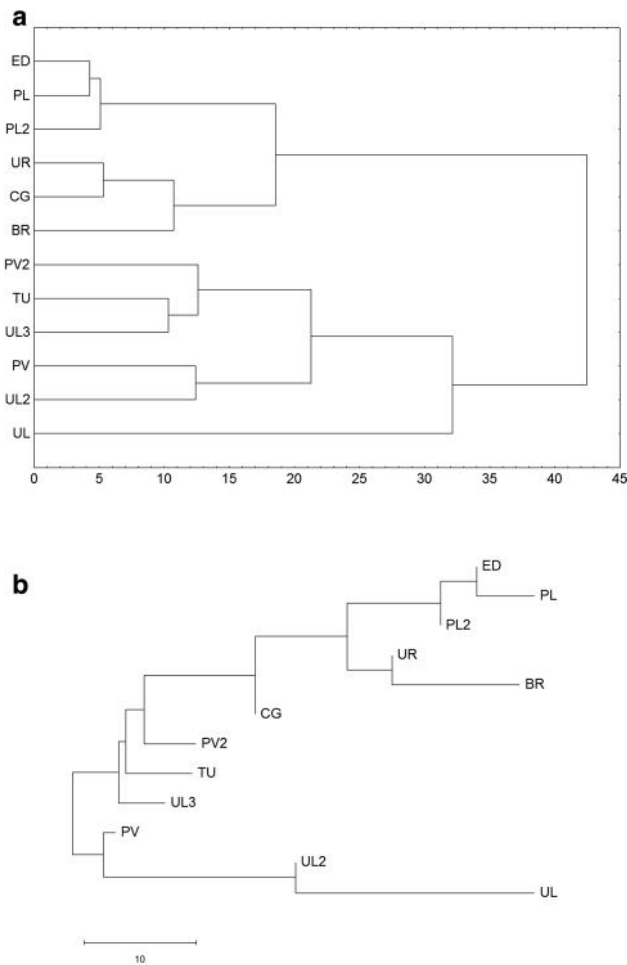 a
ED
PL
PL2
UR
CG
BR
PV2
TU
UL3
PV
UL2
UL
0 5 10 15 20 25 30 35 40 45
b
ED
PL
PL2
UR
BR
CG
PV2
TU
UL3
PV
UL2
UL
10